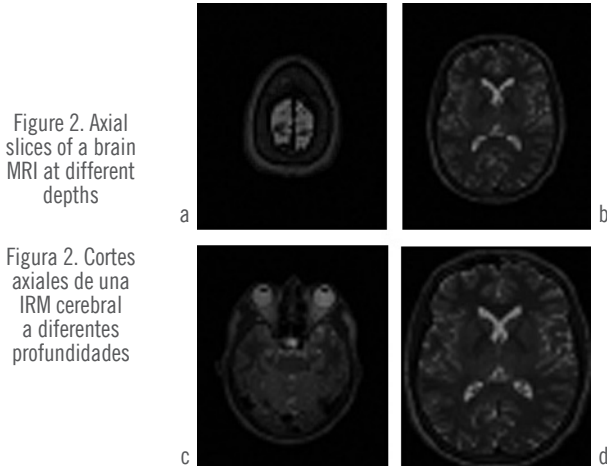 Figure 2. Axial
slices of a brain
MRI at different
depths
a
b
Figura 2. Cortes
axiales de una
IRM cerebral
a diferentes
profundidades
c
d